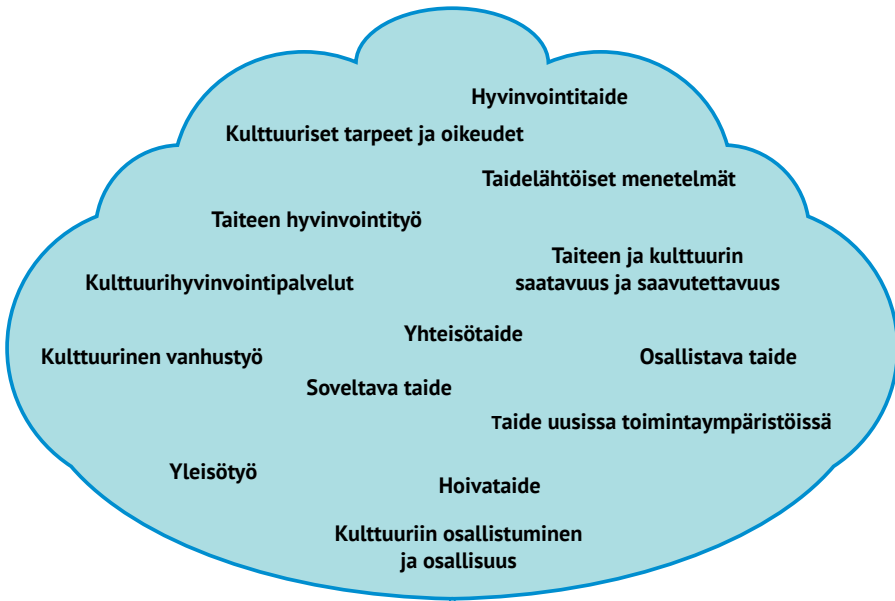 Hyvinvointitaide
Kulttuuriset tarpeet ja oikeudet
Taidelähtöiset menetelmät
Taiteen hyvinvointityö
Taiteen ja kulttuurin
saatavuus ja saavutettavuus
Kulttuurihyvinvointipalvelut
Yhteisötaide
Kulttuurinen vanhustyö
Osallistava taide
Soveltava taide
Taide uusissa toimintaympäristöissä
Yleisötyö
Hoivataide
Kulttuuriin osallistuminen
ja osallisuus